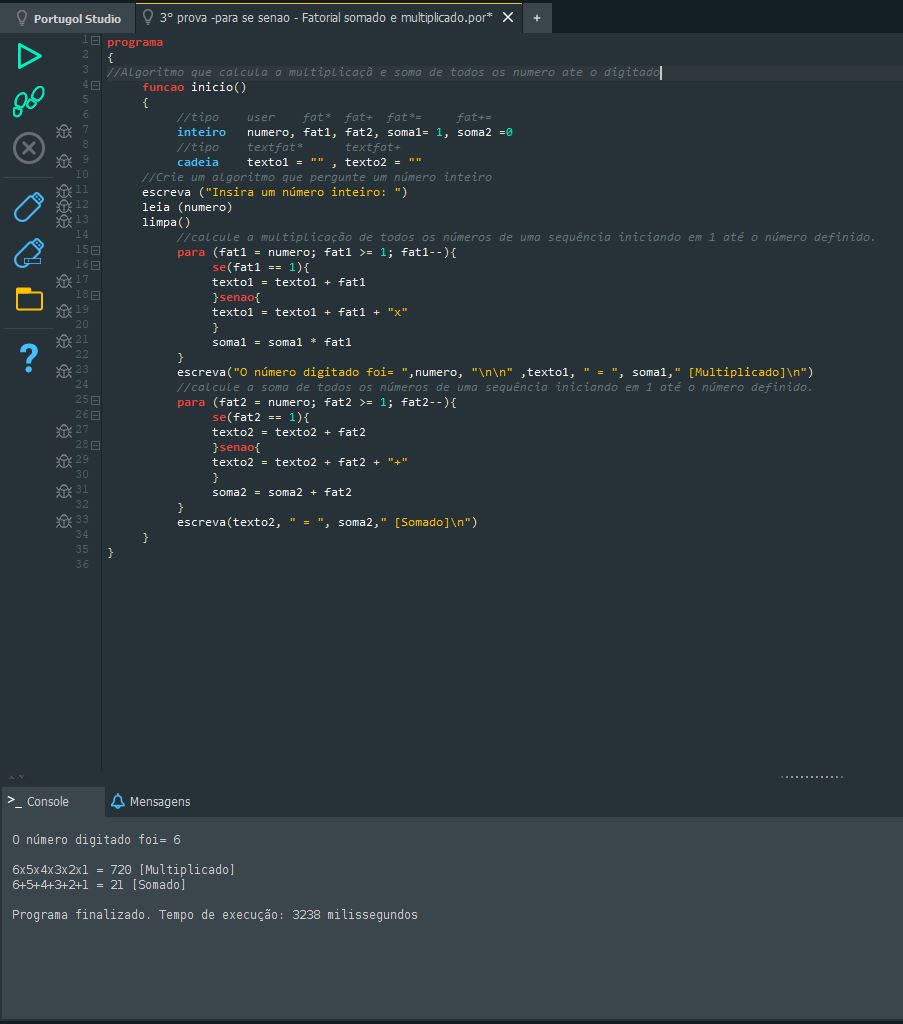 Portugol Studio
3° prova -para se senao - Fatorial somado e multiplicado.por*
+
1 programa
2 {
3 //Algoritmo que calcula a multiplicaçã e soma de todos os numero ate o digitado
4 funcao inicio()
5 {
6 //tipo user fat* fat+ fat*= fat+=
7 inteiro numero, fat1, fat2, soma1= 1, soma2 =0
8 //tipo textfat* textfat+
9 cadeia texto1 = "" , texto2 = ""
10 //Crie um algoritmo que pergunte um número inteiro
11 escreva ("Insira um número inteiro: ")
12 leia (numero)
13 limpa()
14 //calcule a multiplicação de todos os números de uma sequência iniciando em 1 até o número definido.
15 para (fat1 = numero; fat1 >= 1; fat1--){
16 se(fat1 == 1){
17 texto1 = texto1 + fat1
18 }senao{
19 texto1 = texto1 + fat1 + "x"
20 }
21 soma1 = soma1 * fat1
22 }
23 escreva("O número digitado foi= ",numero, "\n\n" ,texto1, " = ", soma1," [Multiplicado]\n")
24 //calcule a soma de todos os números de uma sequência iniciando em 1 até o número definido.
25 para (fat2 = numero; fat2 >= 1; fat2--){
26 se(fat2 == 1){
27 texto2 = texto2 + fat2
28 }senao{
29 texto2 = texto2 + fat2 + "+"
30 }
31 soma2 = soma2 + fat2
32 }
33 escreva(texto2, " = ", soma2," [Somado]\n")
34 }
35 }
36
>_ Console
Mensagens
O número digitado foi= 6
6x5x4x3x2x1 = 720 [Multiplicado]
6+5+4+3+2+1 = 21 [Somado]
Programa finalizado. Tempo de execução: 3238 milissegundos